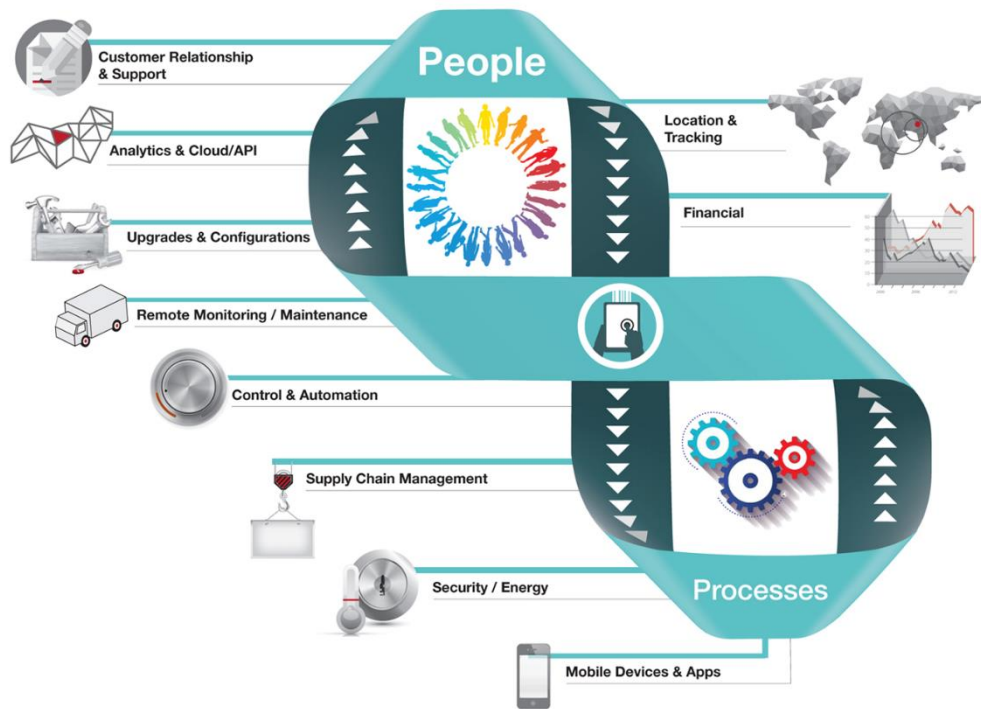 People
Customer Relationship
& Support
Location &
Tracking
Analytics & Cloud/API
Financial
Upgrades & Configurations
Remote Monitoring / Maintenance
Control & Automation
Supply Chain Management
Security / Energy
Processes
Mobile Devices & Apps